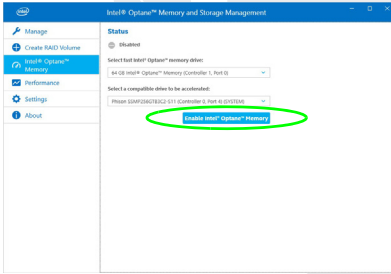 intel
Intel® Optane™ Memory and Storage Management
Manage
Create RAID Volume
Intel® Optane™
Memory
Performance
Settings
About
Status
Disabled
Select fast Intel® Optane™ memory drive:
64 GB Intel® Optane™ Memory (Controller 1, Port 0)
Select a compatible drive to be accelerated:
Phison SSMP256GTB3C2-S11 (Controller 0, Port 4) (SYSTEM)
Enable Intel® Optane™ Memory